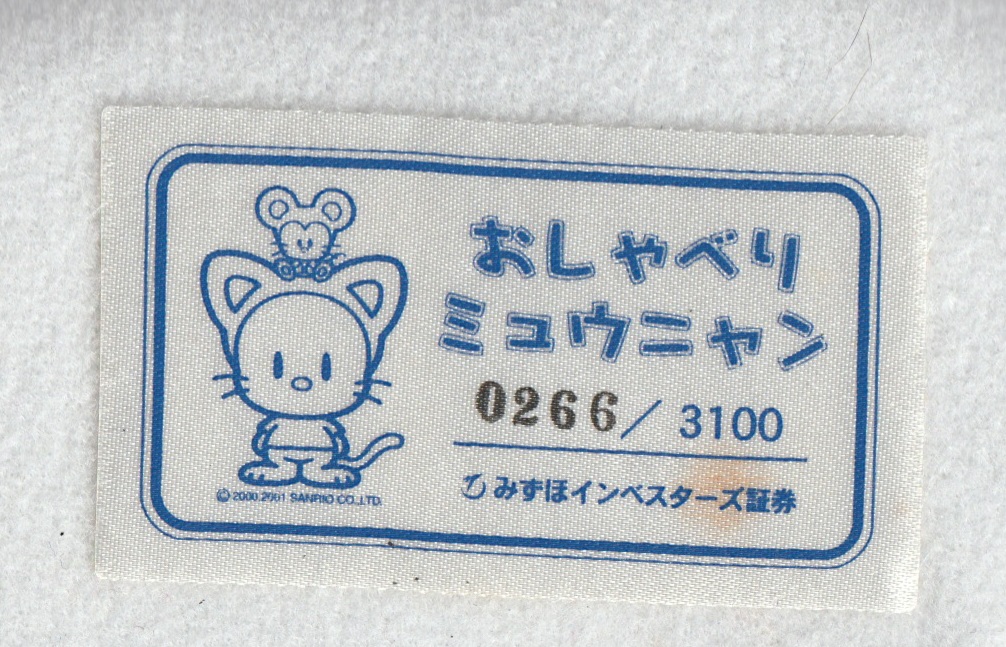 おしゃべり
ミュウニャン
0266/3100
みずほインベスターズ証券
©2000,2001 SANRIO CO.,LTD.